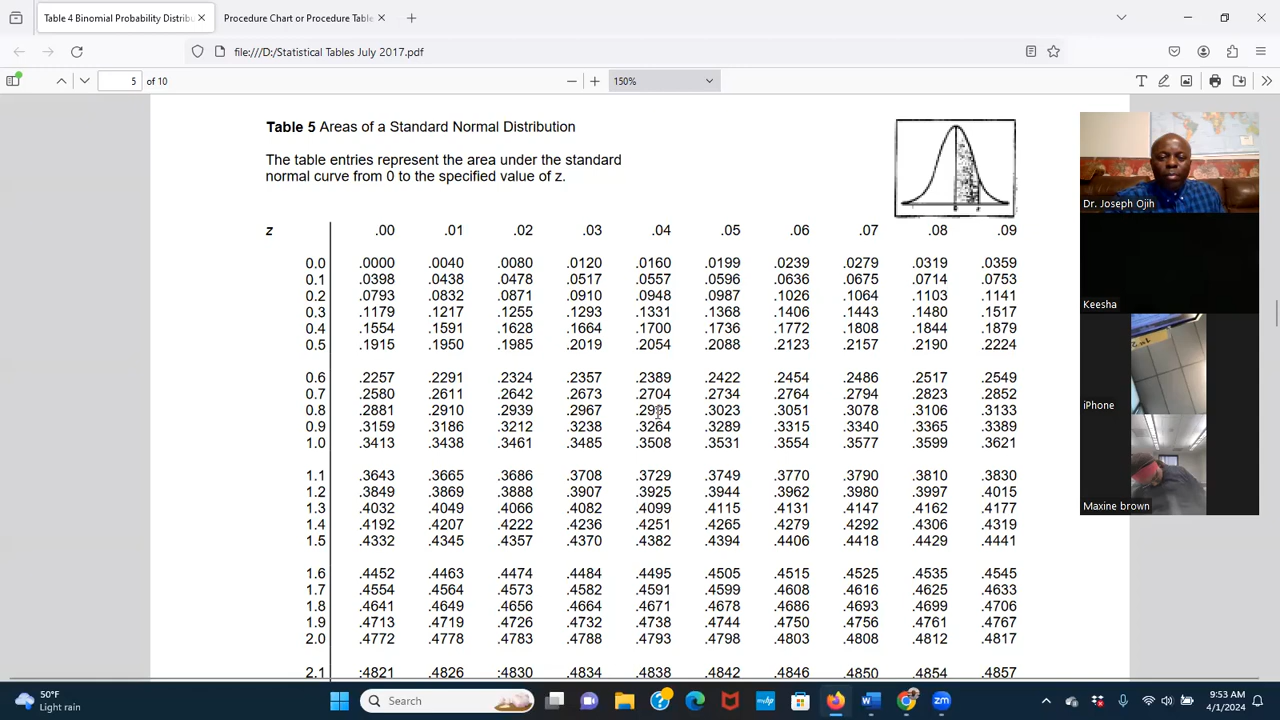 Table 4 Binomial Probability Distribu
Procedure Chart or Procedure Table
file:///D:/Statistical Tables July 2017.pdf
5 of 10
150%
Table 5 Areas of a Standard Normal Distribution
The table entries represent the area under the standard
normal curve from 0 to the specified value of z.
z .00 .01 .02 .03 .04 .05 .06 .07 .08 .09
0.0 .0000 .0040 .0080 .0120 .0160 .0199 .0239 .0279 .0319 .0359
0.1 .0398 .0438 .0478 .0517 .0557 .0596 .0636 .0675 .0714 .0753
0.2 .0793 .0832 .0871 .0910 .0948 .0987 .1026 .1064 .1103 .1141
0.3 .1179 .1217 .1255 .1293 .1331 .1368 .1406 .1443 .1480 .1517
0.4 .1554 .1591 .1628 .1664 .1700 .1736 .1772 .1808 .1844 .1879
0.5 .1915 .1950 .1985 .2019 .2054 .2088 .2123 .2157 .2190 .2224
0.6 .2257 .2291 .2324 .2357 .2389 .2422 .2454 .2486 .2517 .2549
0.7 .2580 .2611 .2642 .2673 .2704 .2734 .2764 .2794 .2823 .2852
0.8 .2881 .2910 .2939 .2967 .2995 .3023 .3051 .3078 .3106 .3133
0.9 .3159 .3186 .3212 .3238 .3264 .3289 .3315 .3340 .3365 .3389
1.0 .3413 .3438 .3461 .3485 .3508 .3531 .3554 .3577 .3599 .3621
1.1 .3643 .3665 .3686 .3708 .3729 .3749 .3770 .3790 .3810 .3830
1.2 .3849 .3869 .3888 .3907 .3925 .3944 .3962 .3980 .3997 .4015
1.3 .4032 .4049 .4066 .4082 .4099 .4115 .4131 .4147 .4162 .4177
1.4 .4192 .4207 .4222 .4236 .4251 .4265 .4279 .4292 .4306 .4319
1.5 .4332 .4345 .4357 .4370 .4382 .4394 .4406 .4418 .4429 .4441
1.6 .4452 .4463 .4474 .4484 .4495 .4505 .4515 .4525 .4535 .4545
1.7 .4554 .4564 .4573 .4582 .4591 .4599 .4608 .4616 .4625 .4633
1.8 .4641 .4649 .4656 .4664 .4671 .4678 .4686 .4693 .4699 .4706
1.9 .4713 .4719 .4726 .4732 .4738 .4744 .4750 .4756 .4761 .4767
2.0 .4772 .4778 .4783 .4788 .4793 .4798 .4803 .4808 .4812 .4817
2.1 :4821 .4826 :4830 .4834 .4838 .4842 .4846 .4850 .4854 .4857
Dr. Joseph Ojih
Keesha
iPhone
Maxine brown
50°F
Light rain
Search
9:53 AM
4/1/2024